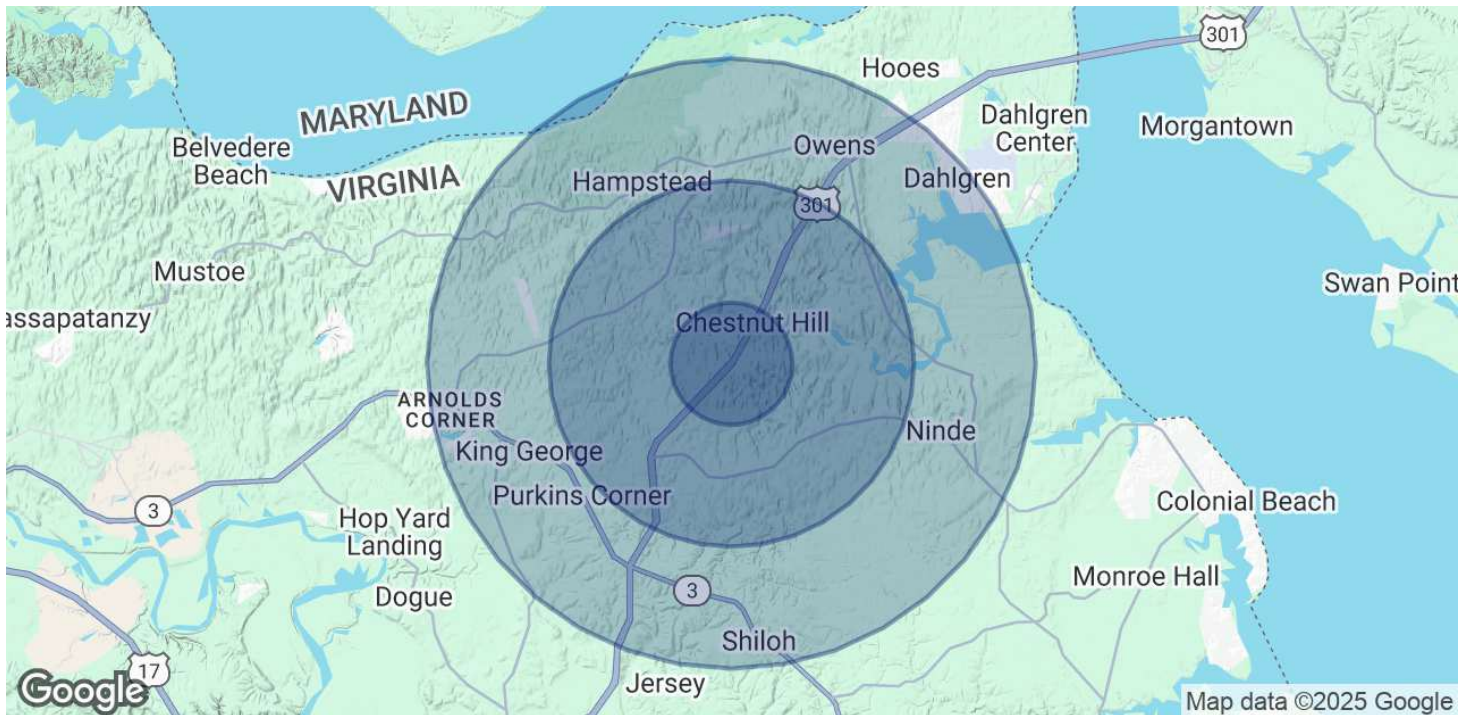 301
Hooes
MARYLAND
Dahlgren
Center
Morgantown
Belvedere
Beach
Owens
VIRGINIA
Hampstead
Dahlgren
301
Mustoe
Swan Point
assapatanzy
Chestnut Hill
ARNOLDS
CORNER
Ninde
King George
Purkins Corner
Colonial Beach
3
Hop Yard
Landing
Monroe Hall
3
Dogue
Shiloh
17
Jersey
Google
Map data ©2025 Google